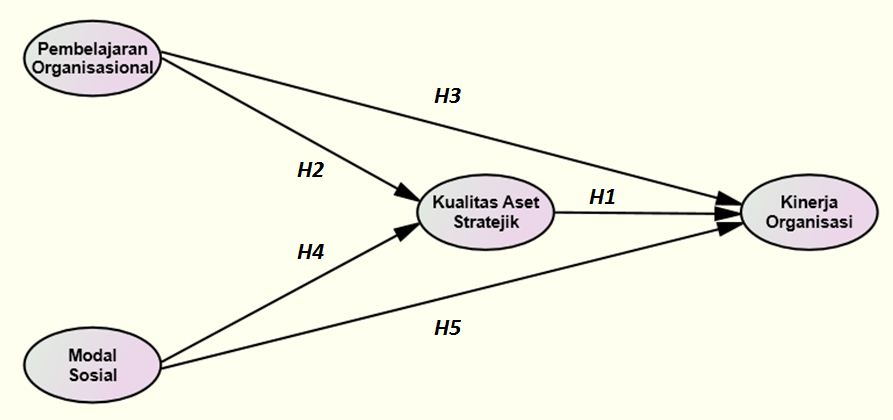 Pembelajaran
Organisasional
H3
H2
Kualitas Aset
Stratejik
H1
Kinerja
Organisasi
H4
H5
Modal
Sosial